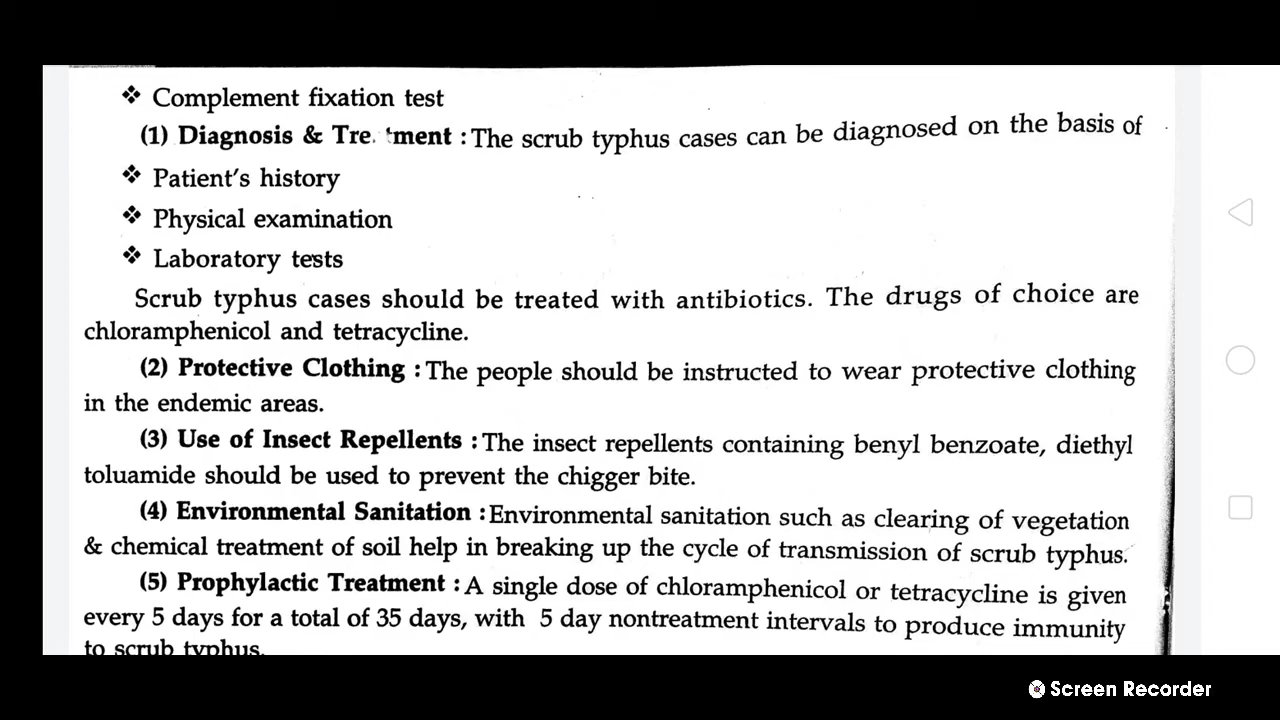 ❖ Complement fixation test
(1) Diagnosis & Tre tment : The scrub typhus cases can be diagnosed on the basis of
❖ Patient's history
❖ Physical examination
❖ Laboratory tests
Scrub typhus cases should be treated with antibiotics. The drugs of choice are
chloramphenicol and tetracycline.
(2) Protective Clothing : The people should be instructed to wear protective clothing
in the endemic areas.
(3) Use of Insect Repellents : The insect repellents containing benyl benzoate, diethyl
toluamide should be used to prevent the chigger bite.
(4) Environmental Sanitation : Environmental sanitation such as clearing of vegetation
& chemical treatment of soil help in breaking up the cycle of transmission of scrub typhus.
(5) Prophylactic Treatment : A single dose of chloramphenicol or tetracycline is given
every 5 days for a total of 35 days, with 5 day nontreatment intervals to produce immunity
to scrub typhus.
Screen Recorder